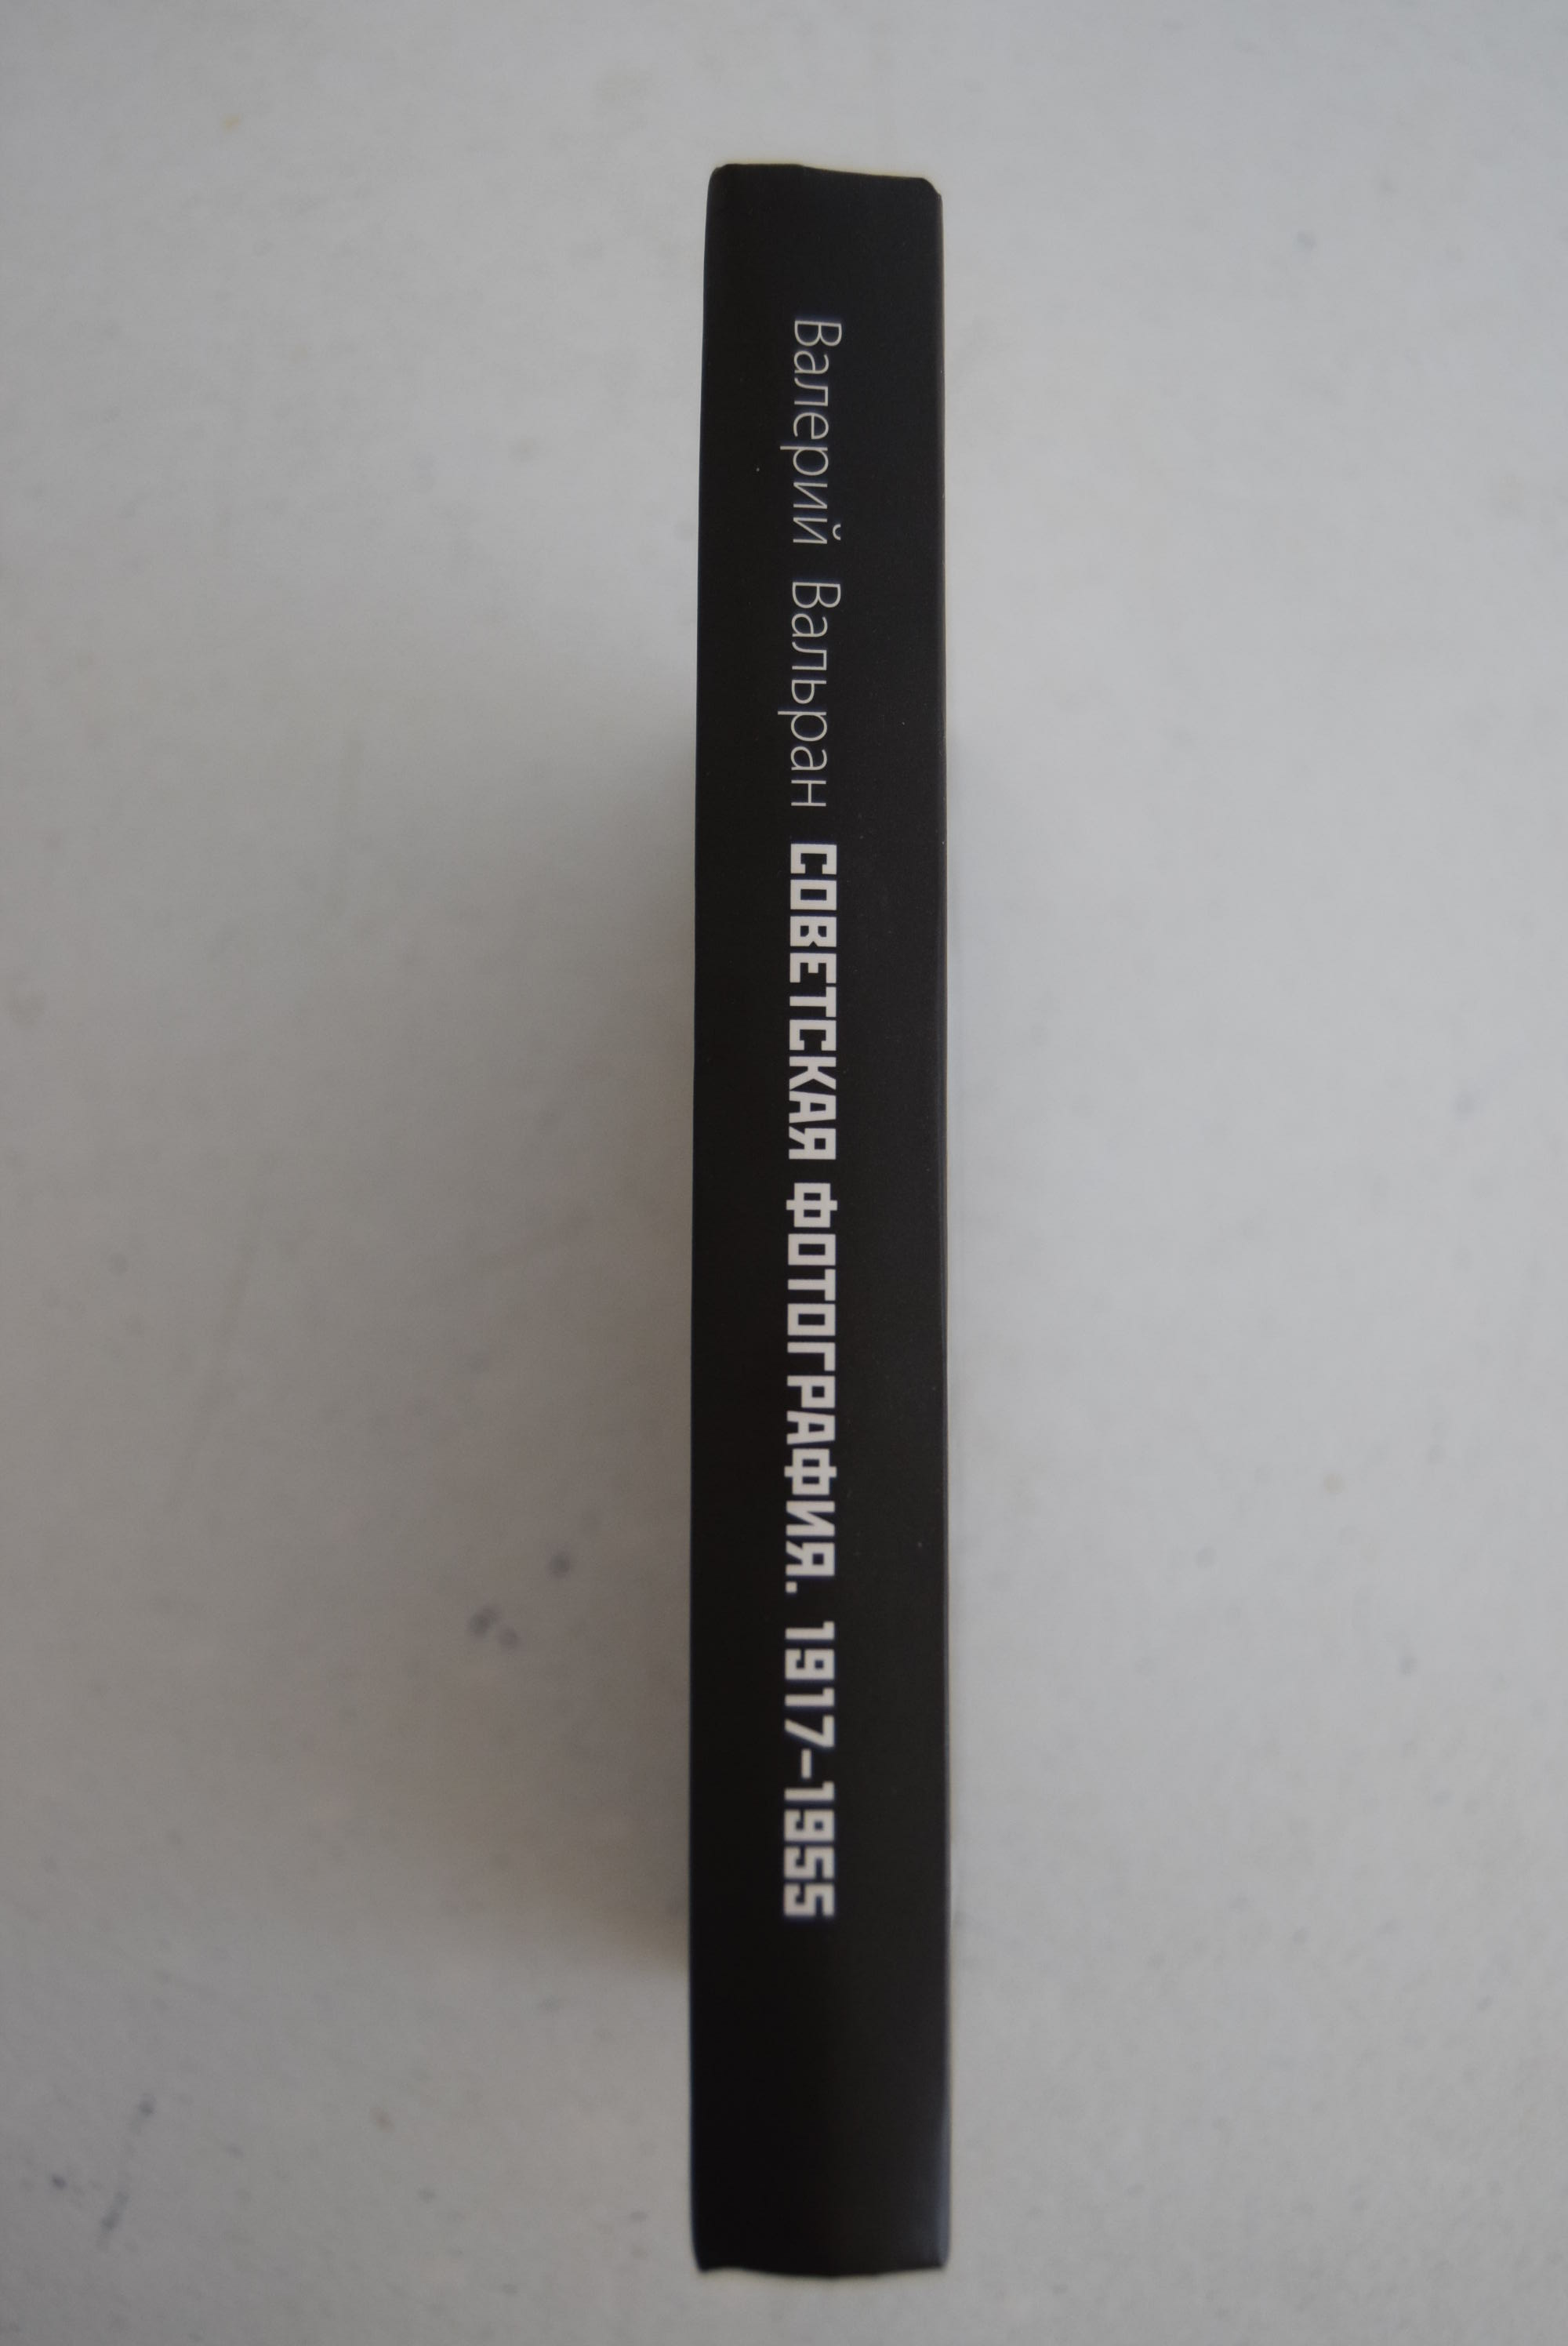 Валерий Вальран СОВЕТСКАЯ ФОТОГРАФИЯ. 1917–1955